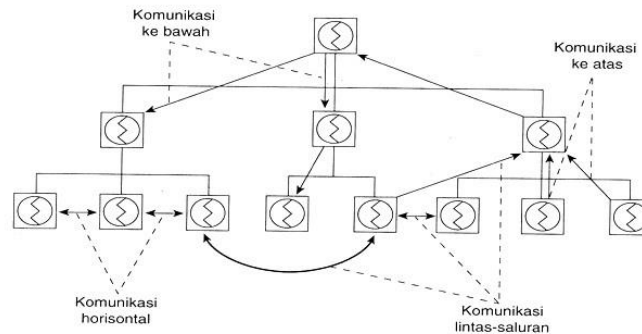 Komunikasi
ke bawah
Komunikasi
ke atas
Komunikasi
horisontal
Komunikasi
lintas-saluran